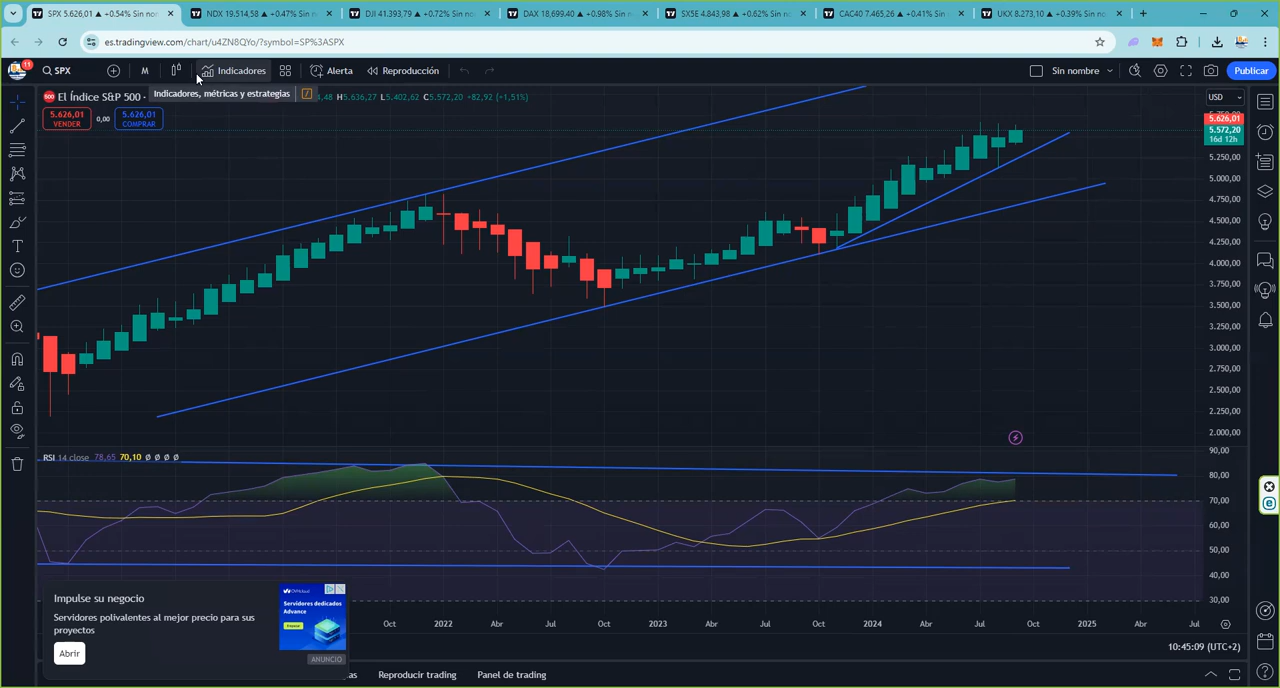 SPX 5.626,01 ▲ +0.54% Sin no
NDX 19.514,58 ▲ +0.47% Sin n
DJI 41.393,79 ▲ +0.72% Sin no
DAX 18,699.40 ▲ +0.98% Sin n
SX5E 4.843,98 ▲ +0.62% Sin no
CAC40 7.465,26 ▲ +0.41% Sin
UKX 8.273,10 ▲ +0.39% Sin no
es.tradingview.com/chart/u4ZN8QYo/?symbol=SP%3ASPX
11
SPX
M
Indicadores
Alerta
Reproducción
Sin nombre
Publicar
Indicadores, métricas y estrategias
500 El Índice S&P 500 ·
4,48 H5.636,27 L5.402,62 C5.572,20 +82,92 (+1,51%)
USD
5.626,01
VENDER
0,00
5.626,01
COMPRAR
5.626,01
5.572,20
16d 12h
5.250,00
5.000,00
4.750,00
4.500,00
4.250,00
4.000,00
3.750,00
3.500,00
3.250,00
3.000,00
2.750,00
2.500,00
2.250,00
2.000,00
RSI 14 close 78,65 70,10 ∅ ∅ ∅ ∅
90,00
80,00
70,00
60,00
50,00
40,00
30,00
Impulse su negocio
Servidores polivalentes al mejor precio para sus
proyectos
Abrir
OVHcloud
Servidores dedicados
Advance
ANUNCIO
Oct
2022
Abr
Jul
Oct
2023
Abr
Jul
Oct
2024
Abr
Jul
Oct
2025
Abr
Jul
10:45:09 (UTC+2)
as
Reproducir trading
Panel de trading